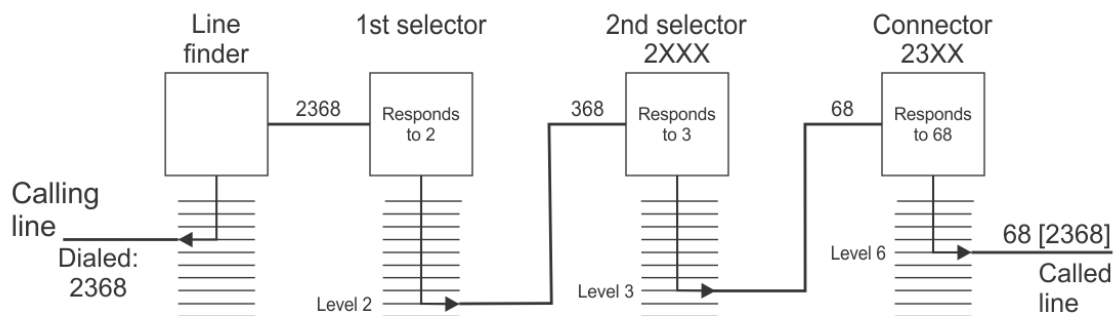 Line
finder
1st selector
2nd selector
2XXX
Connector
23XX
2368
Responds
to 2
368
Responds
to 3
68
Responds
to 68
Calling
line
Dialed:
2368
Level 2
Level 3
Level 6
68 [2368]
Called
line